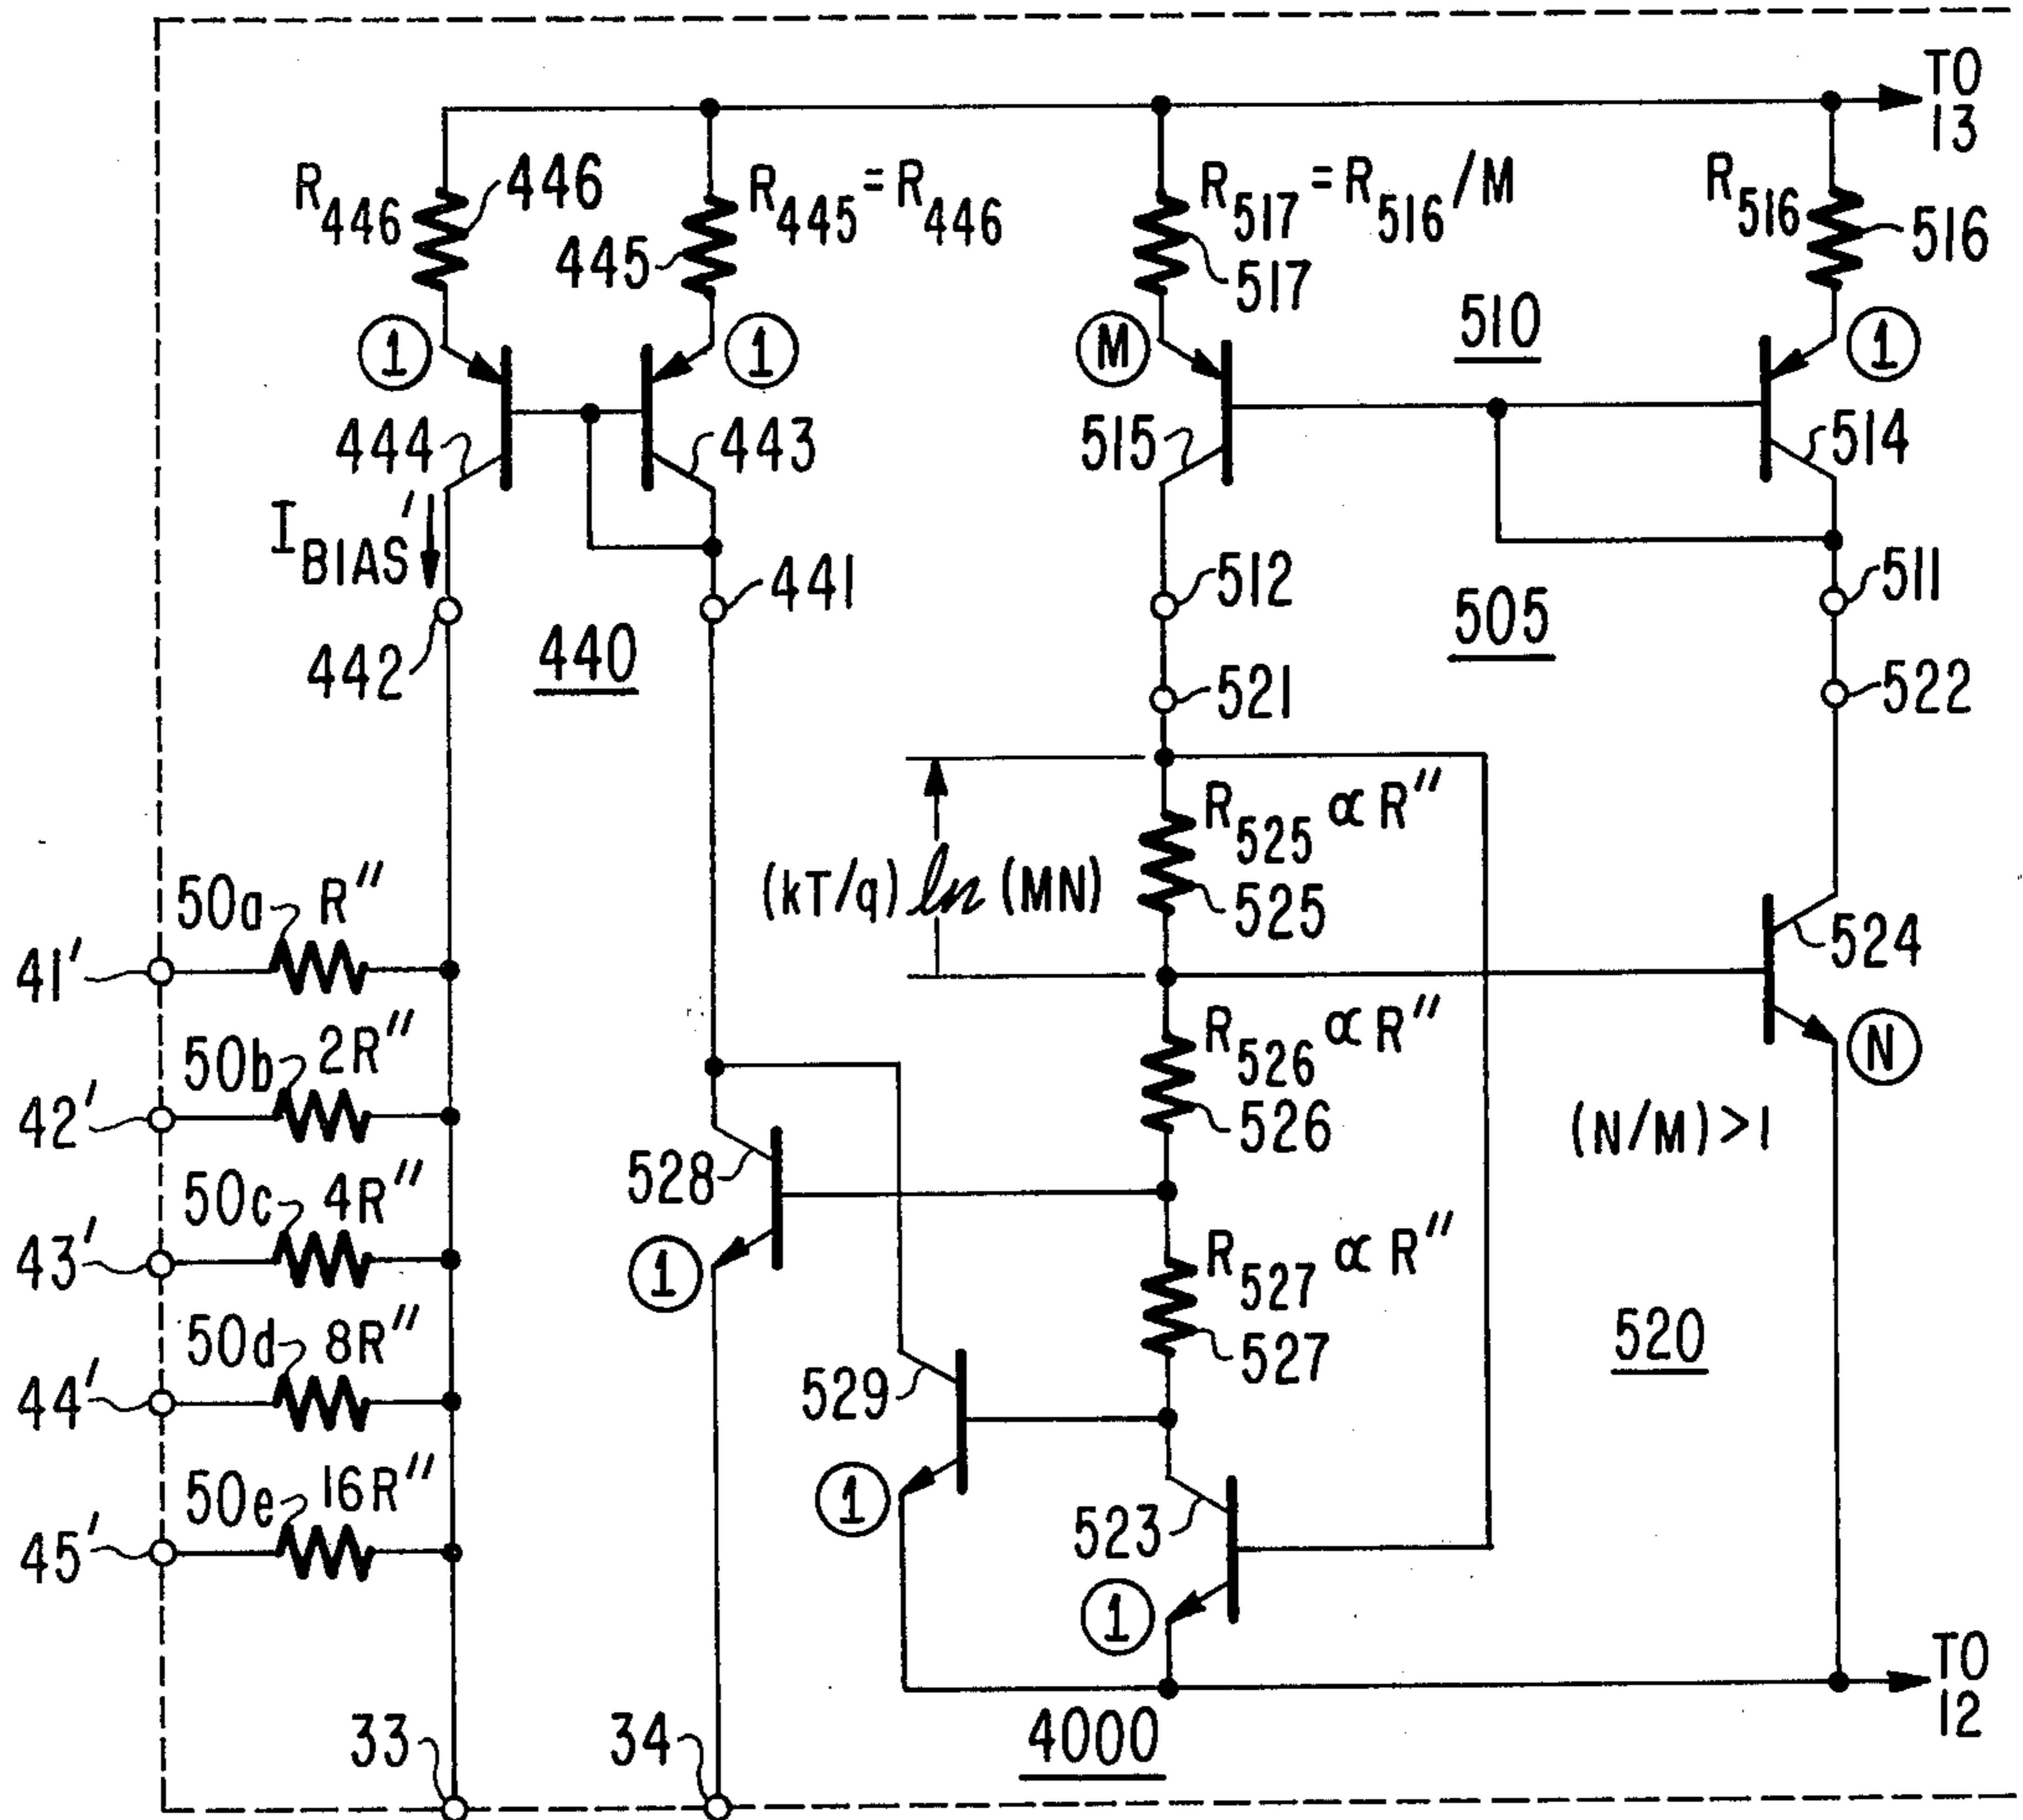 TO
13
R446
446
R445=R446
445
R517=R516/M
517
R516
516
510
1
1
M
1
444
443
515
514
IBIAS'
441
512
511
442
440
505
521
522
R525 ∝ R"
(kT/q) ln (MN)
525
50a R"
41'
524
R526 ∝ R"
N
50b 2R"
526
42'
(N/M)>1
528
50c 4R"
R527 ∝ R"
43'
1
527
520
50d 8R"
44'
529
50e 16R"
1
523
45'
1
TO
12
33
34
4000